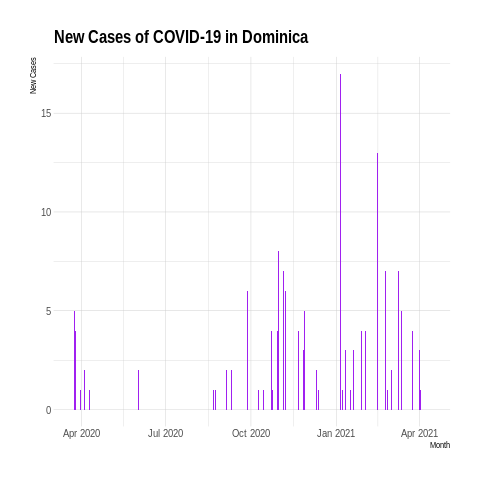 New Cases of COVID-19 in Dominica
New Cases
15
10
5
0
Apr 2020 Jul 2020 Oct 2020 Jan 2021 Apr 2021
Month